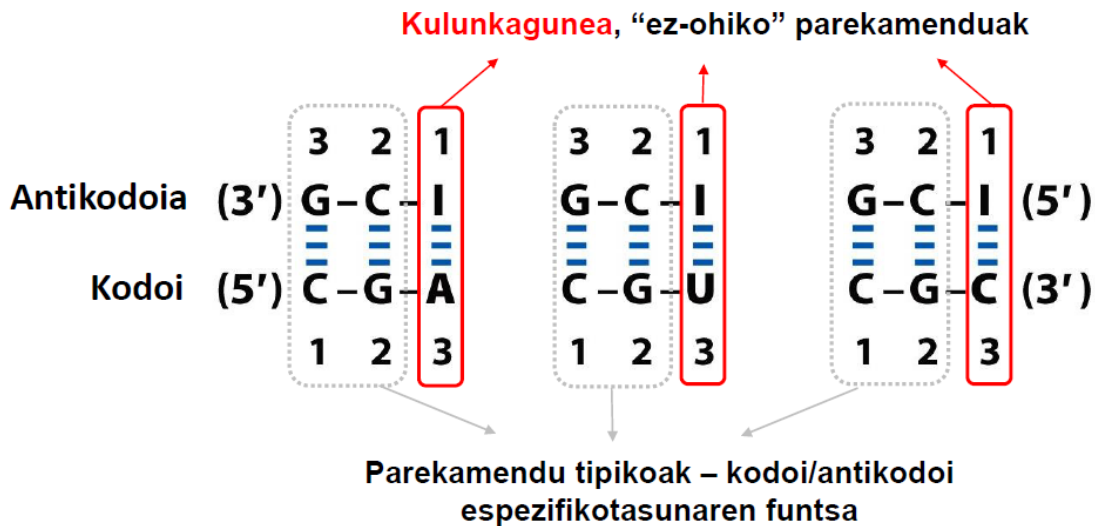 Kulunkagunea, “ez-ohiko” parekamenduak
3 2 1 3 2 1 3 2 1
Antikodoia (3′) G–C–I G–C–I G–C–I (5′)
Kodoi (5′) C–G–A C–G–U C–G–C (3′)
1 2 3 1 2 3 1 2 3
Parekamendu tipikoak – kodoi/antikodoi
espezifikotasunaren funtsa